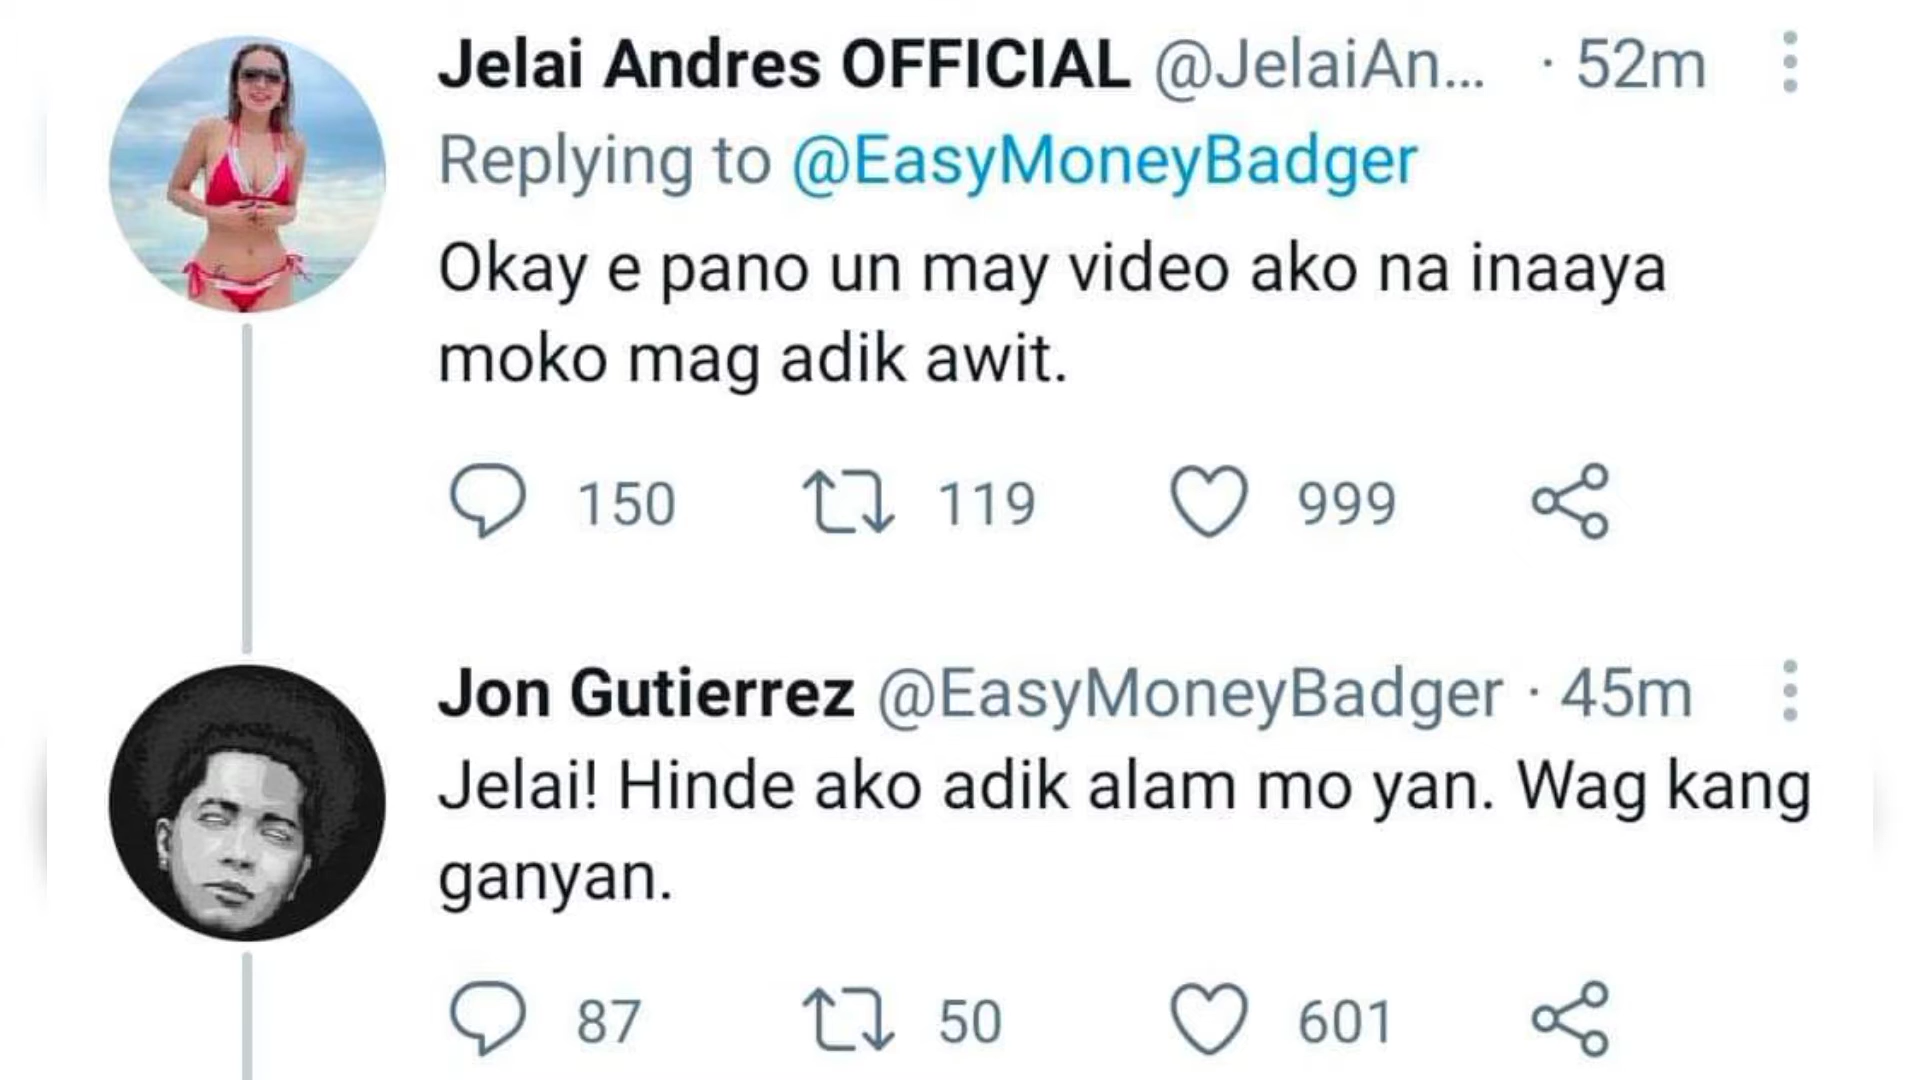 Jelai Andres OFFICIAL @JelaiAn... · 52m
Replying to @EasyMoneyBadger
Okay e pano un may video ako na inaaya
moko mag adik awit.
150 119 999
Jon Gutierrez @EasyMoneyBadger · 45m
Jelai! Hinde ako adik alam mo yan. Wag kang
ganyan.
87 50 601